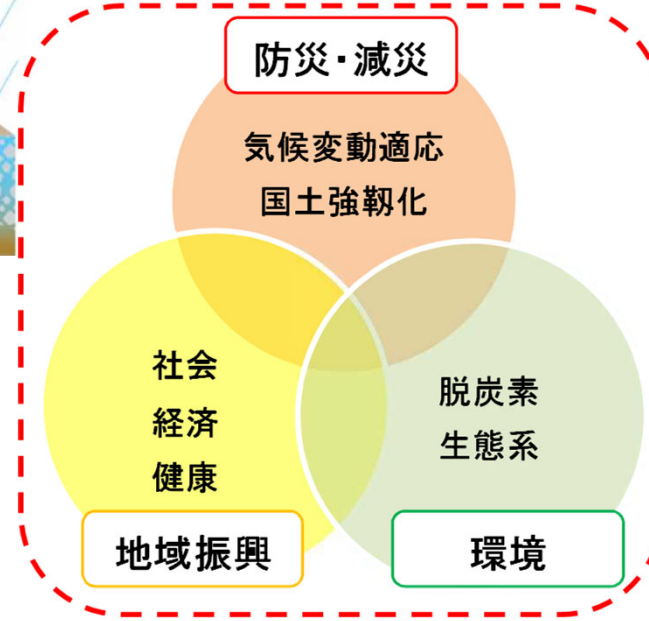 防災・減災
気候変動適応
国土強靱化
社会
経済
健康
地域振興
脱炭素
生態系
環境